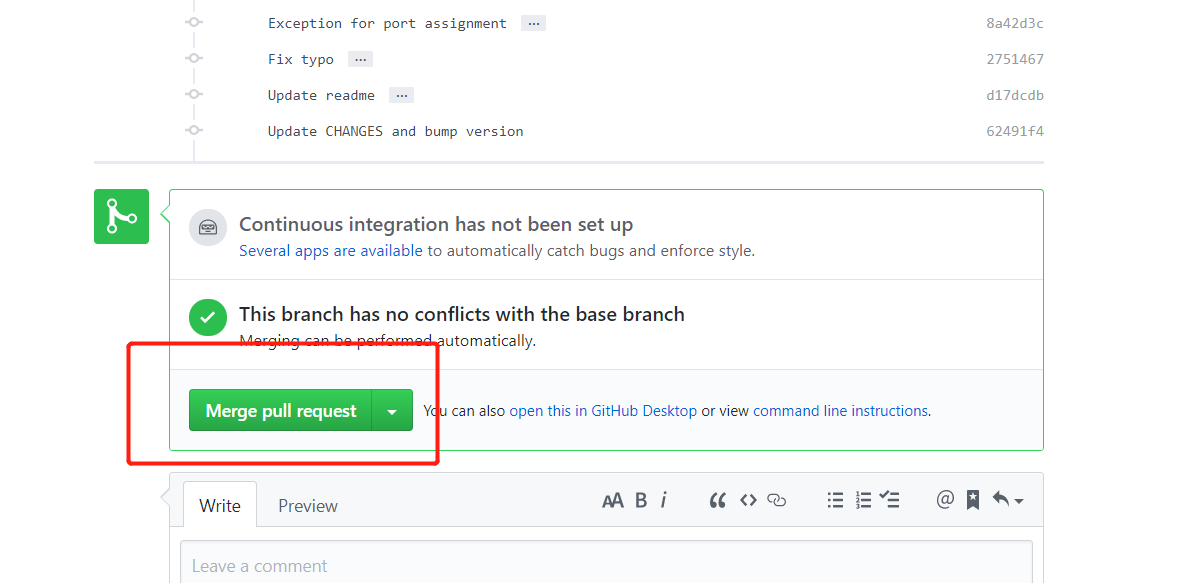 Exception for port assignment ... 8a42d3c
Fix typo ... 2751467
Update readme ... d17dcdb
Update CHANGES and bump version 62491f4
Continuous integration has not been set up
Several apps are available to automatically catch bugs and enforce style.
This branch has no conflicts with the base branch
Merging can be performed automatically.
Merge pull request You can also open this in GitHub Desktop or view command line instructions.
Write Preview AA B i “ <> @
Leave a comment